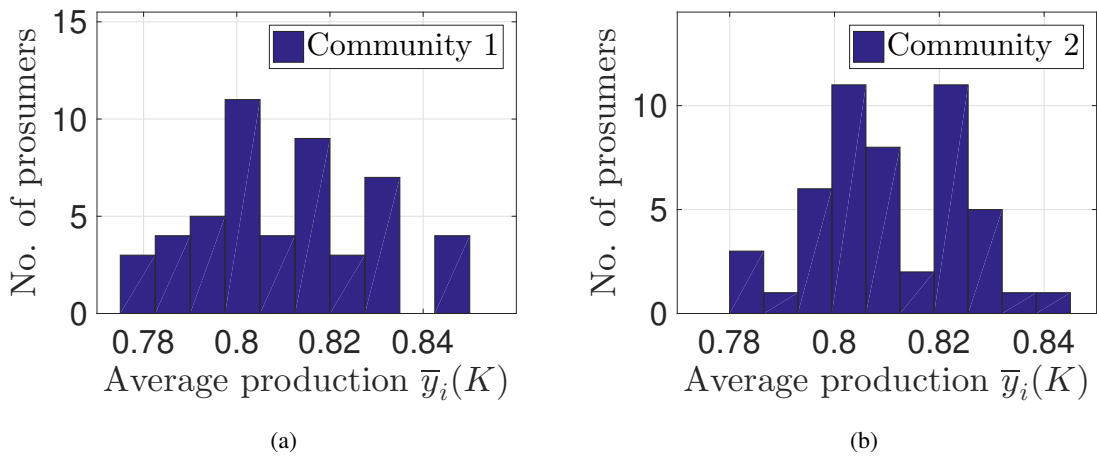 15
10
5
0
No. of prosumers
Community 1
0.78 0.8 0.82 0.84
Average production y̅ᵢ(K)
(a)
10
5
0
No. of prosumers
Community 2
0.78 0.8 0.82 0.84
Average production y̅ᵢ(K)
(b)